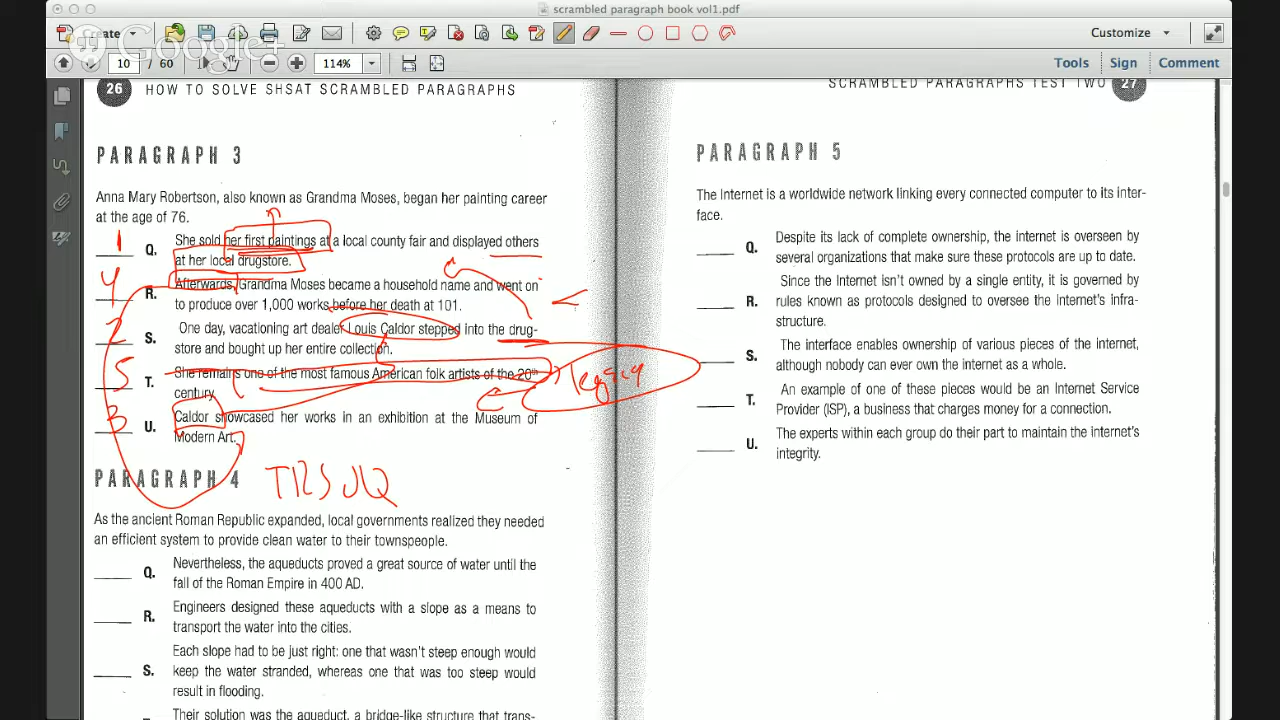 scrambled paragraph book vol1.pdf
Create
Google+
Customize
10 / 60
114%
Tools
Sign
Comment
26 HOW TO SOLVE SHSAT SCRAMBLED PARAGRAPHS
PARAGRAPH 3
Anna Mary Robertson, also known as Grandma Moses, began her painting career
at the age of 76.
1 Q. She sold her first paintings at a local county fair and displayed others
at her local drugstore.
4 R. Afterwards, Grandma Moses became a household name and went on
to produce over 1,000 works before her death at 101.
2 S. One day, vacationing art dealer Louis Caldor stepped into the drug-
store and bought up her entire collection.
5 T. She remains one of the most famous American folk artists of the 20th
century.
legacy
3 U. Caldor showcased her works in an exhibition at the Museum of
Modern Art.
PARAGRAPH 4
As the ancient Roman Republic expanded, local governments realized they needed
an efficient system to provide clean water to their townspeople.
Q. Nevertheless, the aqueducts proved a great source of water until the
fall of the Roman Empire in 400 AD.
R. Engineers designed these aqueducts with a slope as a means to
transport the water into the cities.
S. Each slope had to be just right: one that wasn't steep enough would
keep the water stranded, whereas one that was too steep would
result in flooding.
Their solution was the aqueduct, a bridge-like structure that trans-
SCRAMBLED PARAGRAPHS TEST TWO 27
PARAGRAPH 5
The Internet is a worldwide network linking every connected computer to its inter-
face.
Q. Despite its lack of complete ownership, the internet is overseen by
several organizations that make sure these protocols are up to date.
R. Since the Internet isn't owned by a single entity, it is governed by
rules known as protocols designed to oversee the Internet's infra-
structure.
S. The interface enables ownership of various pieces of the internet,
although nobody can ever own the internet as a whole.
T. An example of one of these pieces would be an Internet Service
Provider (ISP), a business that charges money for a connection.
U. The experts within each group do their part to maintain the internet's
integrity.